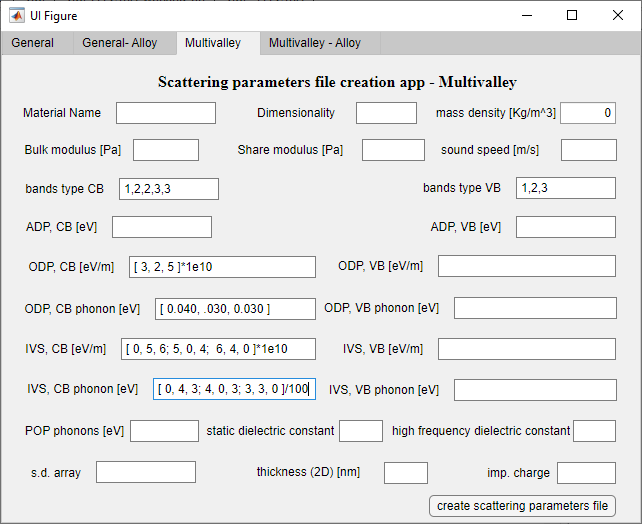 UI Figure
General General- Alloy Multivalley Multivalley - Alloy
Scattering parameters file creation app - Multivalley
Material Name Dimensionality mass density [Kg/m^3] 0
Bulk modulus [Pa] Share modulus [Pa] sound speed [m/s]
bands type CB 1,2,2,3,3 bands type VB 1,2,3
ADP, CB [eV] ADP, VB [eV]
ODP, CB [eV/m] [ 3, 2, 5 ]*1e10 ODP, VB [eV/m]
ODP, CB phonon [eV] [ 0.040, .030, 0.030 ] ODP, VB phonon [eV]
IVS, CB [eV/m] [ 0, 5, 6; 5, 0, 4; 6, 4, 0 ]*1e10 IVS, VB [eV/m]
IVS, CB phonon [eV] [ 0, 4, 3; 4, 0, 3; 3, 3, 0 ]/100 IVS, VB phonon [eV]
POP phonons [eV] static dielectric constant high frequency dielectric constant
s.d. array thickness (2D) [nm] imp. charge
create scattering parameters file